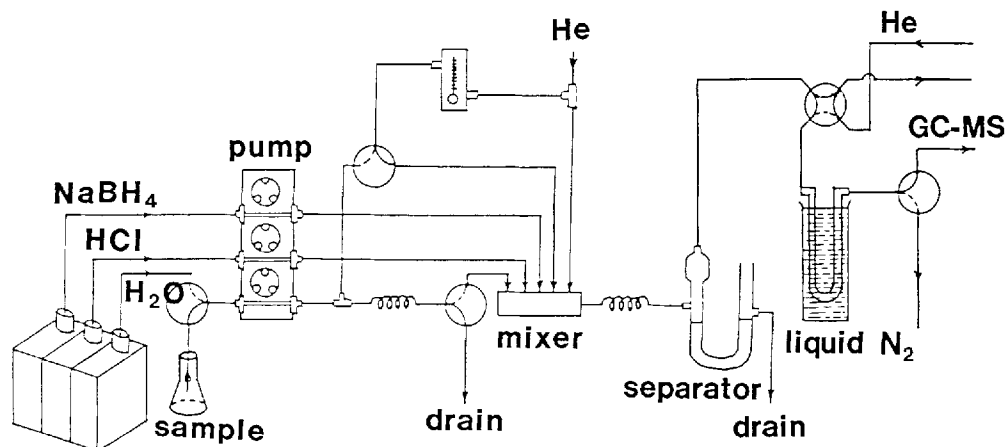 He
He
GC-MS
pump
NaBH₄
HCl
H₂O
mixer
liquid N₂
separator
sample
drain
drain